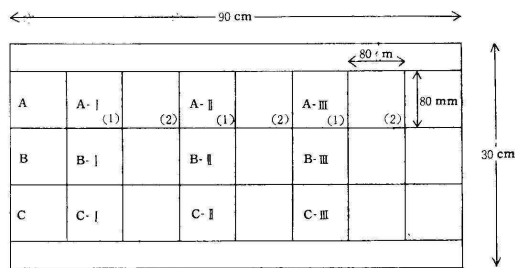 90 cm
80 m
A A-Ⅰ (1) (2) A-Ⅱ (1) (2) A-Ⅲ (1) (2) 80 mm
B B-Ⅰ B-Ⅱ B-Ⅲ 30 cm
C C-Ⅰ C-Ⅱ C-Ⅲ